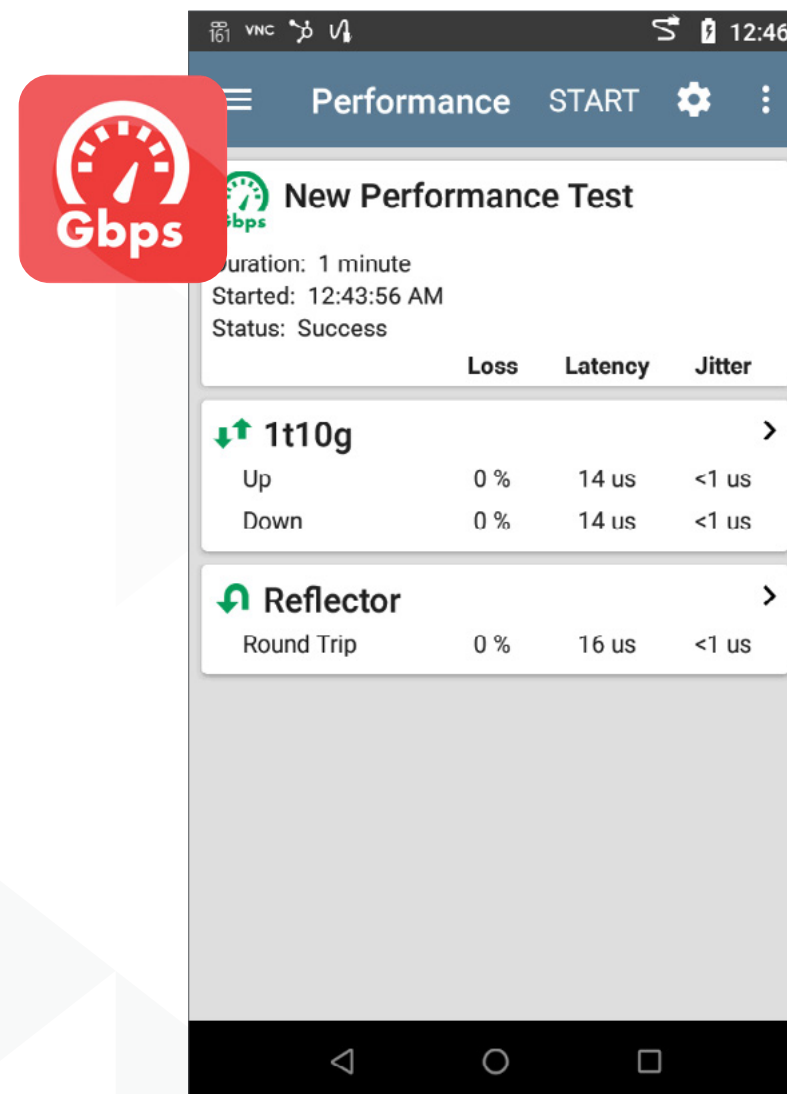 161 VNC 12:46
Performance START
Gbps
New Performance Test
Duration: 1 minute
Started: 12:43:56 AM
Status: Success
Loss Latency Jitter
1t10g
Up 0 % 14 us <1 us
Down 0 % 14 us <1 us
Reflector
Round Trip 0 % 16 us <1 us